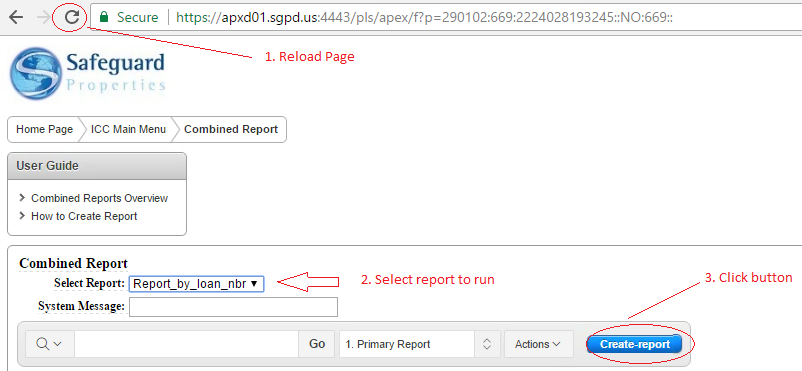 Secure https://apxd01.sgpd.us:4443/pls/apex/f?p=290102:669:2224028193245::NO:669::
1. Reload Page
Safeguard
Properties
Home Page ICC Main Menu Combined Report
User Guide
Combined Reports Overview
How to Create Report
Combined Report
Select Report: Report_by_loan_nbr
2. Select report to run
3. Click button
System Message:
Go 1. Primary Report Actions Create-report